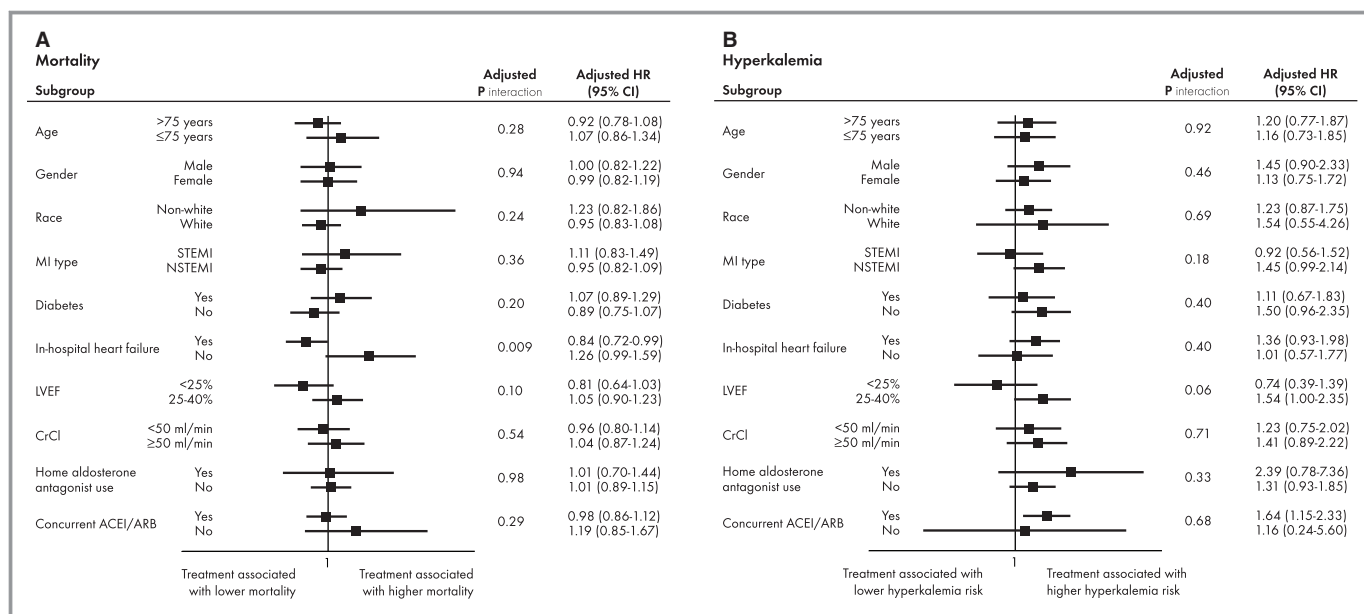 A
Mortality
Subgroup
Adjusted
P interaction
Adjusted HR
(95% CI)
Age
>75 years
≤75 years
0.28
0.92 (0.78-1.08)
1.07 (0.86-1.34)
Gender
Male
Female
0.94
1.00 (0.82-1.22)
0.99 (0.82-1.19)
Race
Non-white
White
0.24
1.23 (0.82-1.86)
0.95 (0.83-1.08)
MI type
STEMI
NSTEMI
0.36
1.11 (0.83-1.49)
0.95 (0.82-1.09)
Diabetes
Yes
No
0.20
1.07 (0.89-1.29)
0.89 (0.75-1.07)
In-hospital heart failure
Yes
No
0.009
0.84 (0.72-0.99)
1.26 (0.99-1.59)
LVEF
<25%
25-40%
0.10
0.81 (0.64-1.03)
1.05 (0.90-1.23)
CrCl
<50 ml/min
≥50 ml/min
0.54
0.96 (0.80-1.14)
1.04 (0.87-1.24)
Home aldosterone
antagonist use
Yes
No
0.98
1.01 (0.70-1.44)
1.01 (0.89-1.15)
Concurrent ACEI/ARB
Yes
No
0.29
0.98 (0.86-1.12)
1.19 (0.85-1.67)
1
Treatment associated
with lower mortality
Treatment associated
with higher mortality
B
Hyperkalemia
Subgroup
Adjusted
P interaction
Adjusted HR
(95% CI)
Age
>75 years
≤75 years
0.92
1.20 (0.77-1.87)
1.16 (0.73-1.85)
Gender
Male
Female
0.46
1.45 (0.90-2.33)
1.13 (0.75-1.72)
Race
Non-white
White
0.69
1.23 (0.87-1.75)
1.54 (0.55-4.26)
MI type
STEMI
NSTEMI
0.18
0.92 (0.56-1.52)
1.45 (0.99-2.14)
Diabetes
Yes
No
0.40
1.11 (0.67-1.83)
1.50 (0.96-2.35)
In-hospital heart failure
Yes
No
0.40
1.36 (0.93-1.98)
1.01 (0.57-1.77)
LVEF
<25%
25-40%
0.06
0.74 (0.39-1.39)
1.54 (1.00-2.35)
CrCl
<50 ml/min
≥50 ml/min
0.71
1.23 (0.75-2.02)
1.41 (0.89-2.22)
Home aldosterone
antagonist use
Yes
No
0.33
2.39 (0.78-7.36)
1.31 (0.93-1.85)
Concurrent ACEI/ARB
Yes
No
0.68
1.64 (1.15-2.33)
1.16 (0.24-5.60)
1
Treatment associated with
lower hyperkalemia risk
Treatment associated with
higher hyperkalemia risk